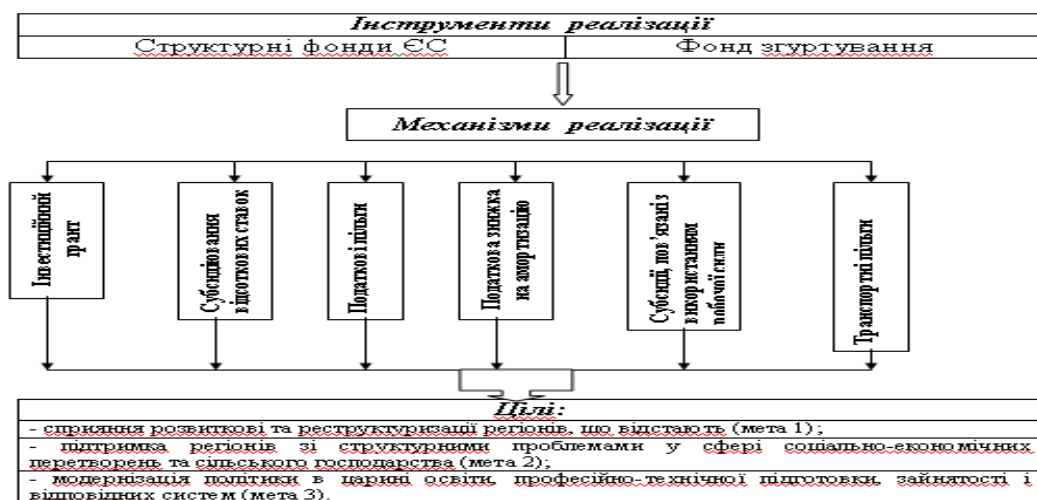 Інструменти реалізації
Структурні фонди ЄС
Фонд згуртування
Механізми реалізації
Інвестиційний
грант
Субсидіювання
відсоткових ставок
Податкові пільги
Податкова знижка
на амортизацію
Субсидії, пов’язані з
використанням
робочої сили
Транспортні пільги
Цілі:
- сприяння розвиткові та реструктуризації регіонів, що відстають (мета 1);
- підтримка регіонів зі структурними проблемами у сфері соціально-економічних
перетворень та сільського господарства (мета 2);
- модернізація політики в царині освіти, професійно-технічної підготовки, зайнятості і
відповідних систем (мета 3).